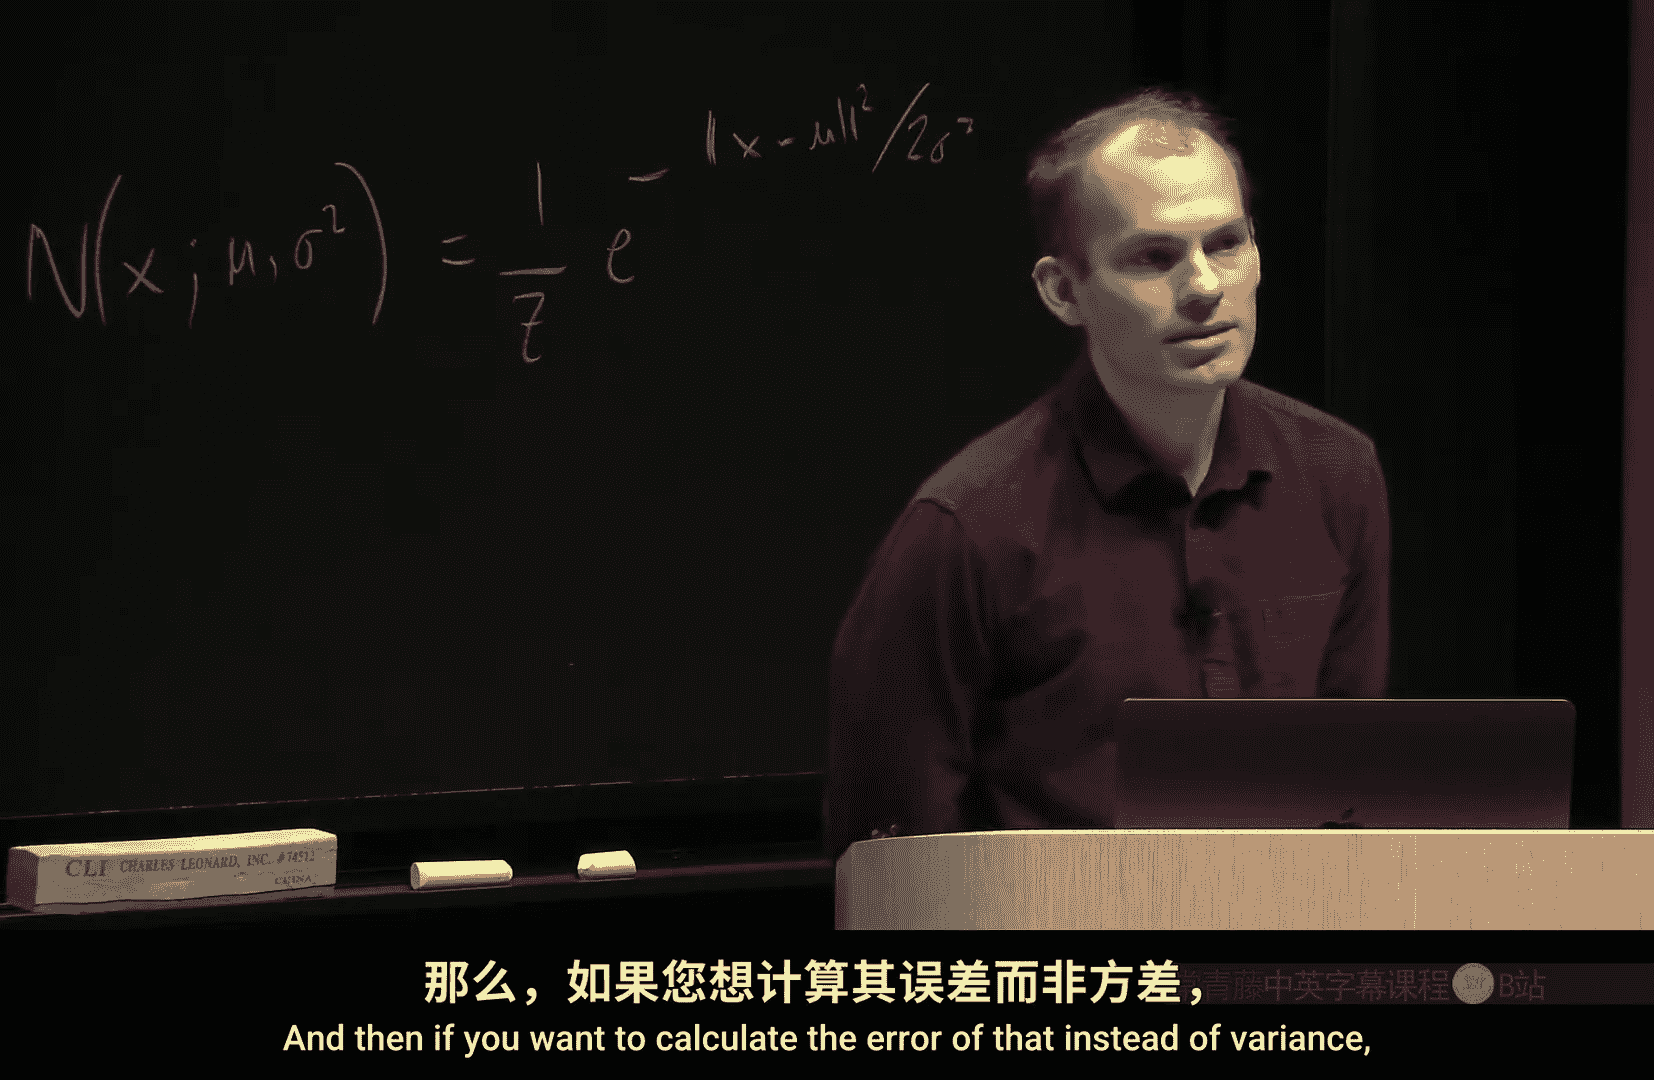 N(x; μ, σ²) = 1/Z e^-||x - μ||²/2σ²
CLI CHARLES LEONARD, INC. #74512
CHINA
那么，如果您想计算其误差而非方差，
青藤中英字幕课程 B站
And then if you want to calculate the error of that instead of variance,